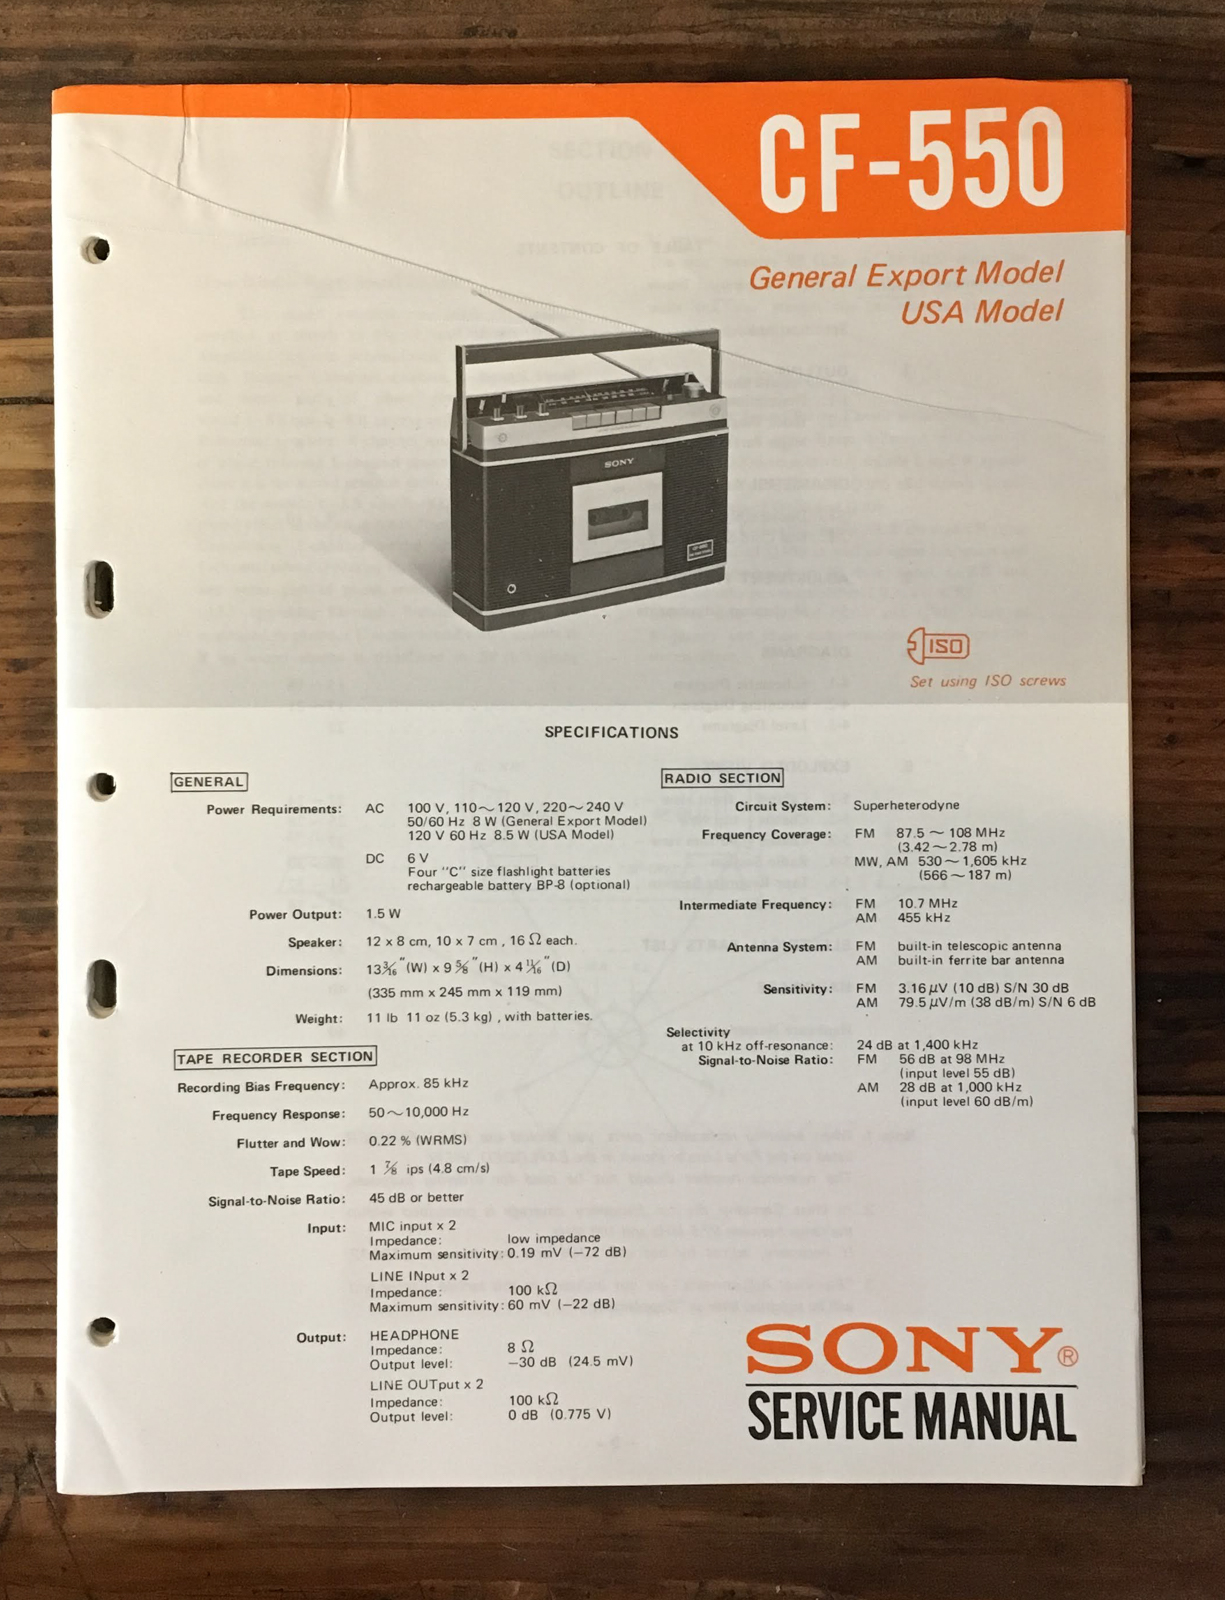 CF-550
General Export Model
USA Model
SONY
ISO
Set using ISO screws
SPECIFICATIONS
GENERAL
Power Requirements: AC 100 V, 110~120 V, 220~240 V
50/60 Hz 8 W (General Export Model)
120 V 60 Hz 8.5 W (USA Model)
DC 6 V
Four "C" size flashlight batteries
rechargeable battery BP-8 (optional)
Power Output: 1.5 W
Speaker: 12 x 8 cm, 10 x 7 cm , 16 Ω each.
Dimensions: 13 3/16" (W) x 9 5/8" (H) x 4 11/16" (D)
(335 mm x 245 mm x 119 mm)
Weight: 11 lb 11 oz (5.3 kg) , with batteries.
TAPE RECORDER SECTION
Recording Bias Frequency: Approx. 85 kHz
Frequency Response: 50~10,000 Hz
Flutter and Wow: 0.22 % (WRMS)
Tape Speed: 1 7/8 ips (4.8 cm/s)
Signal-to-Noise Ratio: 45 dB or better
Input: MIC input x 2
Impedance: low impedance
Maximum sensitivity: 0.19 mV (−72 dB)
LINE INput x 2
Impedance: 100 kΩ
Maximum sensitivity: 60 mV (−22 dB)
Output: HEADPHONE
Impedance: 8 Ω
Output level: −30 dB (24.5 mV)
LINE OUTput x 2
Impedance: 100 kΩ
Output level: 0 dB (0.775 V)
RADIO SECTION
Circuit System: Superheterodyne
Frequency Coverage: FM 87.5 ~ 108 MHz
(3.42~2.78 m)
MW, AM 530~1,605 kHz
(566~187 m)
Intermediate Frequency: FM 10.7 MHz
AM 455 kHz
Antenna System: FM built-in telescopic antenna
AM built-in ferrite bar antenna
Sensitivity: FM 3.16 μV (10 dB) S/N 30 dB
AM 79.5 μV/m (38 dB/m) S/N 6 dB
Selectivity
at 10 kHz off-resonance: 24 dB at 1,400 kHz
Signal-to-Noise Ratio: FM 56 dB at 98 MHz
(input level 55 dB)
AM 28 dB at 1,000 kHz
(input level 60 dB/m)
SONY®
SERVICE MANUAL